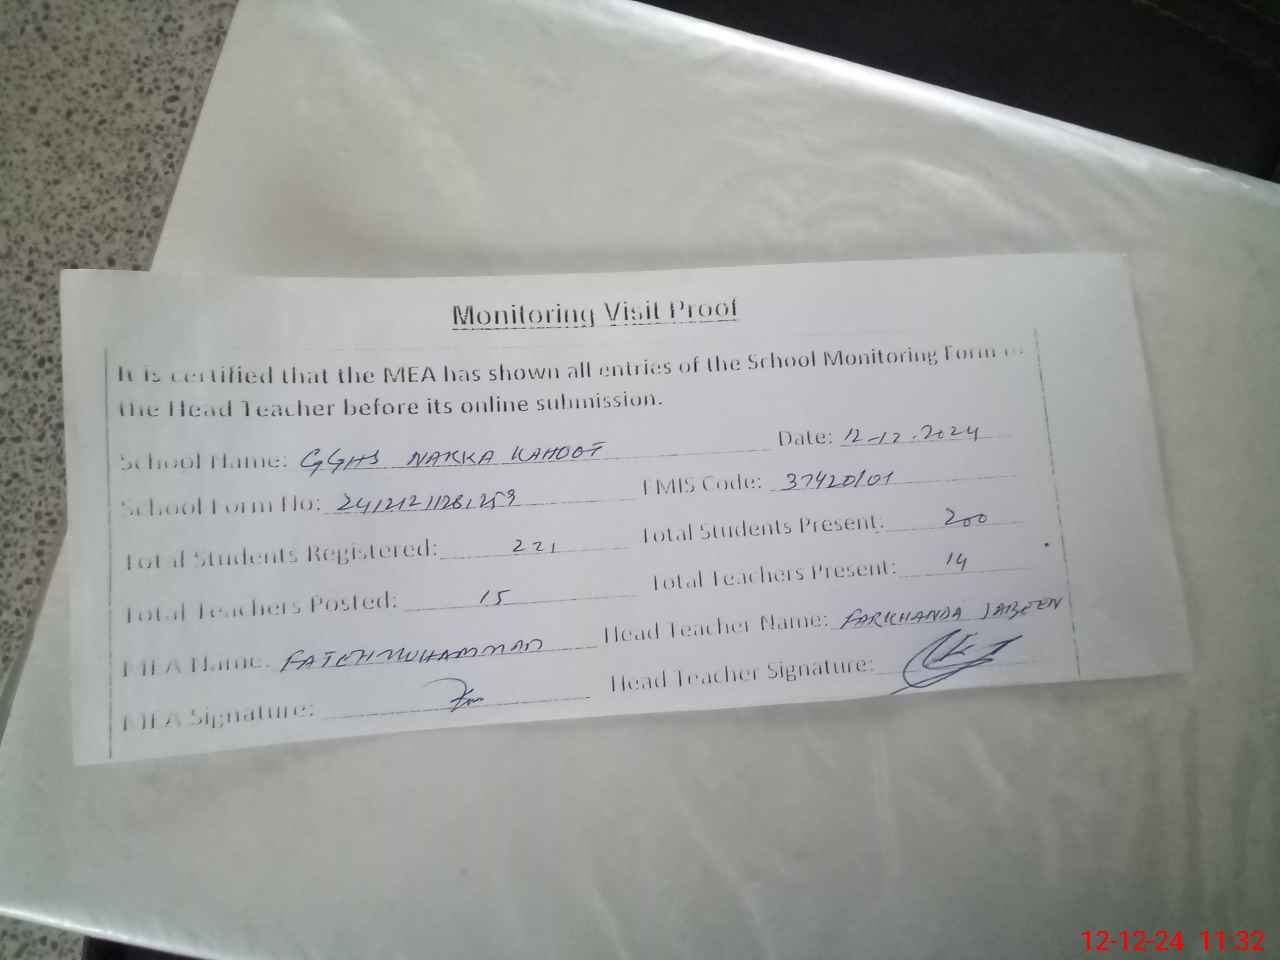 Monitoring Visit Proof
It is certified that the MEA has shown all entries of the School Monitoring Form to
the Head Teacher before its online submission.
School Name: GGHS NAKKA KAHOOT Date: 12-12.2024
School Form No: EMIS Code: 37420101
Total Students Registered: 221 Total Students Present: 200
Total Teachers Posted: 15 Total Teachers Present: 14
MEA Name: FATEH MUHAMMAD Head Teacher Name: FARKHANDA JABEEN
MEA Signature: Head Teacher Signature:
12-12-24 11:32